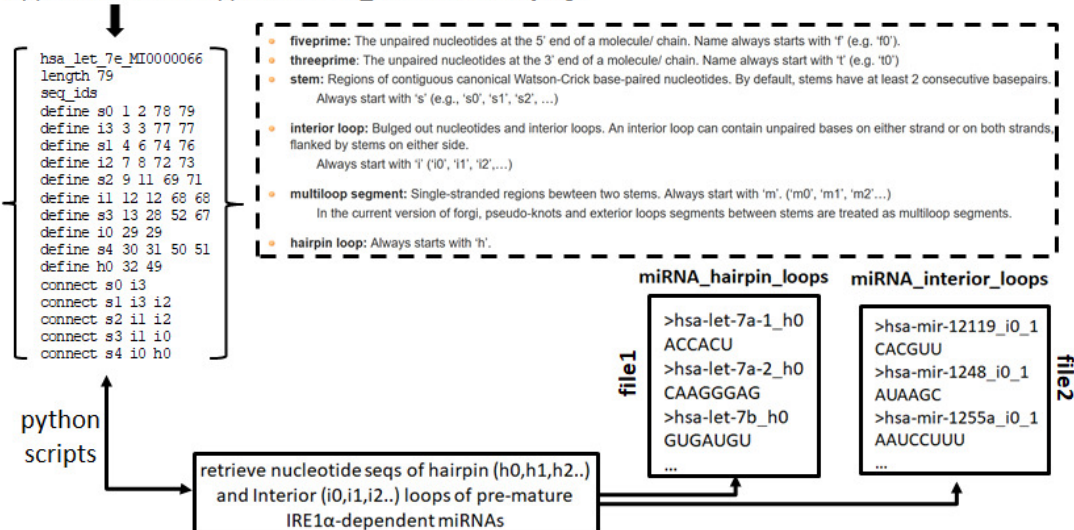 hsa_let_7e_MI0000066
length 79
seq_ids
define s0 1 2 78 79
define i3 3 3 77 77
define s1 4 6 74 76
define i2 7 8 72 73
define s2 9 11 69 71
define i1 12 12 68 68
define s3 13 28 52 67
define i0 29 29
define s4 30 31 50 51
define h0 32 49
connect s0 i3
connect s1 i3 i2
connect s2 i1 i2
connect s3 i1 i0
connect s4 i0 h0
fiveprime: The unpaired nucleotides at the 5' end of a molecule/ chain. Name always starts with 'f' (e.g. 'f0').
threeprime: The unpaired nucleotides at the 3' end of a molecule/ chain. Name always start with 't' (e.g. 't0')
stem: Regions of contiguous canonical Watson-Crick base-paired nucleotides. By default, stems have at least 2 consecutive basepairs.
Always start with 's' (e.g., 's0', 's1', 's2', …)
interior loop: Bulged out nucleotides and interior loops. An interior loop can contain unpaired bases on either strand or on both strands,
flanked by stems on either side.
Always start with 'i' ('i0', 'i1', 'i2',…)
multiloop segment: Single-stranded regions bewteen two stems. Always start with 'm'. ('m0', 'm1', 'm2'…)
In the current version of forgi, pseudo-knots and exterior loops segments between stems are treated as multiloop segments.
hairpin loop: Always starts with 'h'.
miRNA_hairpin_loops
file1
>hsa-let-7a-1_h0
ACCACU
>hsa-let-7a-2_h0
CAAGGGAG
>hsa-let-7b_h0
GUGAUGU
...
miRNA_interior_loops
>hsa-mir-12119_i0_1
CACGUU
>hsa-mir-1248_i0_1
AUAAGC
>hsa-mir-1255a_i0_1
AAUCCUUU
...
file2
python
scripts
retrieve nucleotide seqs of hairpin (h0,h1,h2..)
and Interior (i0,i1,i2..) loops of pre-mature
IRE1α-dependent miRNAs